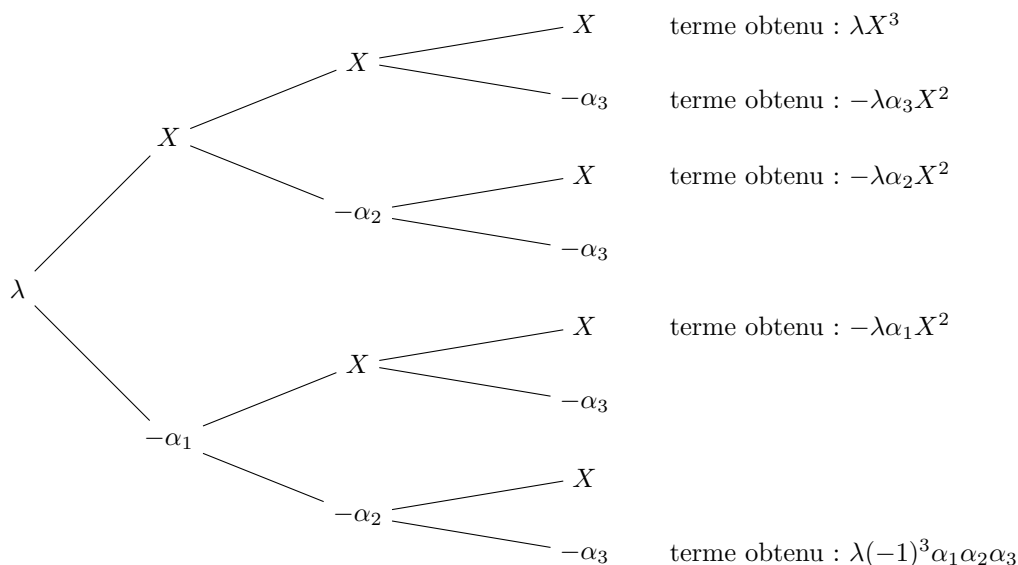 X terme obtenu : λX³
X
−α₃ terme obtenu : −λα₃X²
X
X terme obtenu : −λα₂X²
−α₂
−α₃
λ
X terme obtenu : −λα₁X²
X
−α₃
−α₁
X
−α₂
−α₃ terme obtenu : λ(−1)³α₁α₂α₃